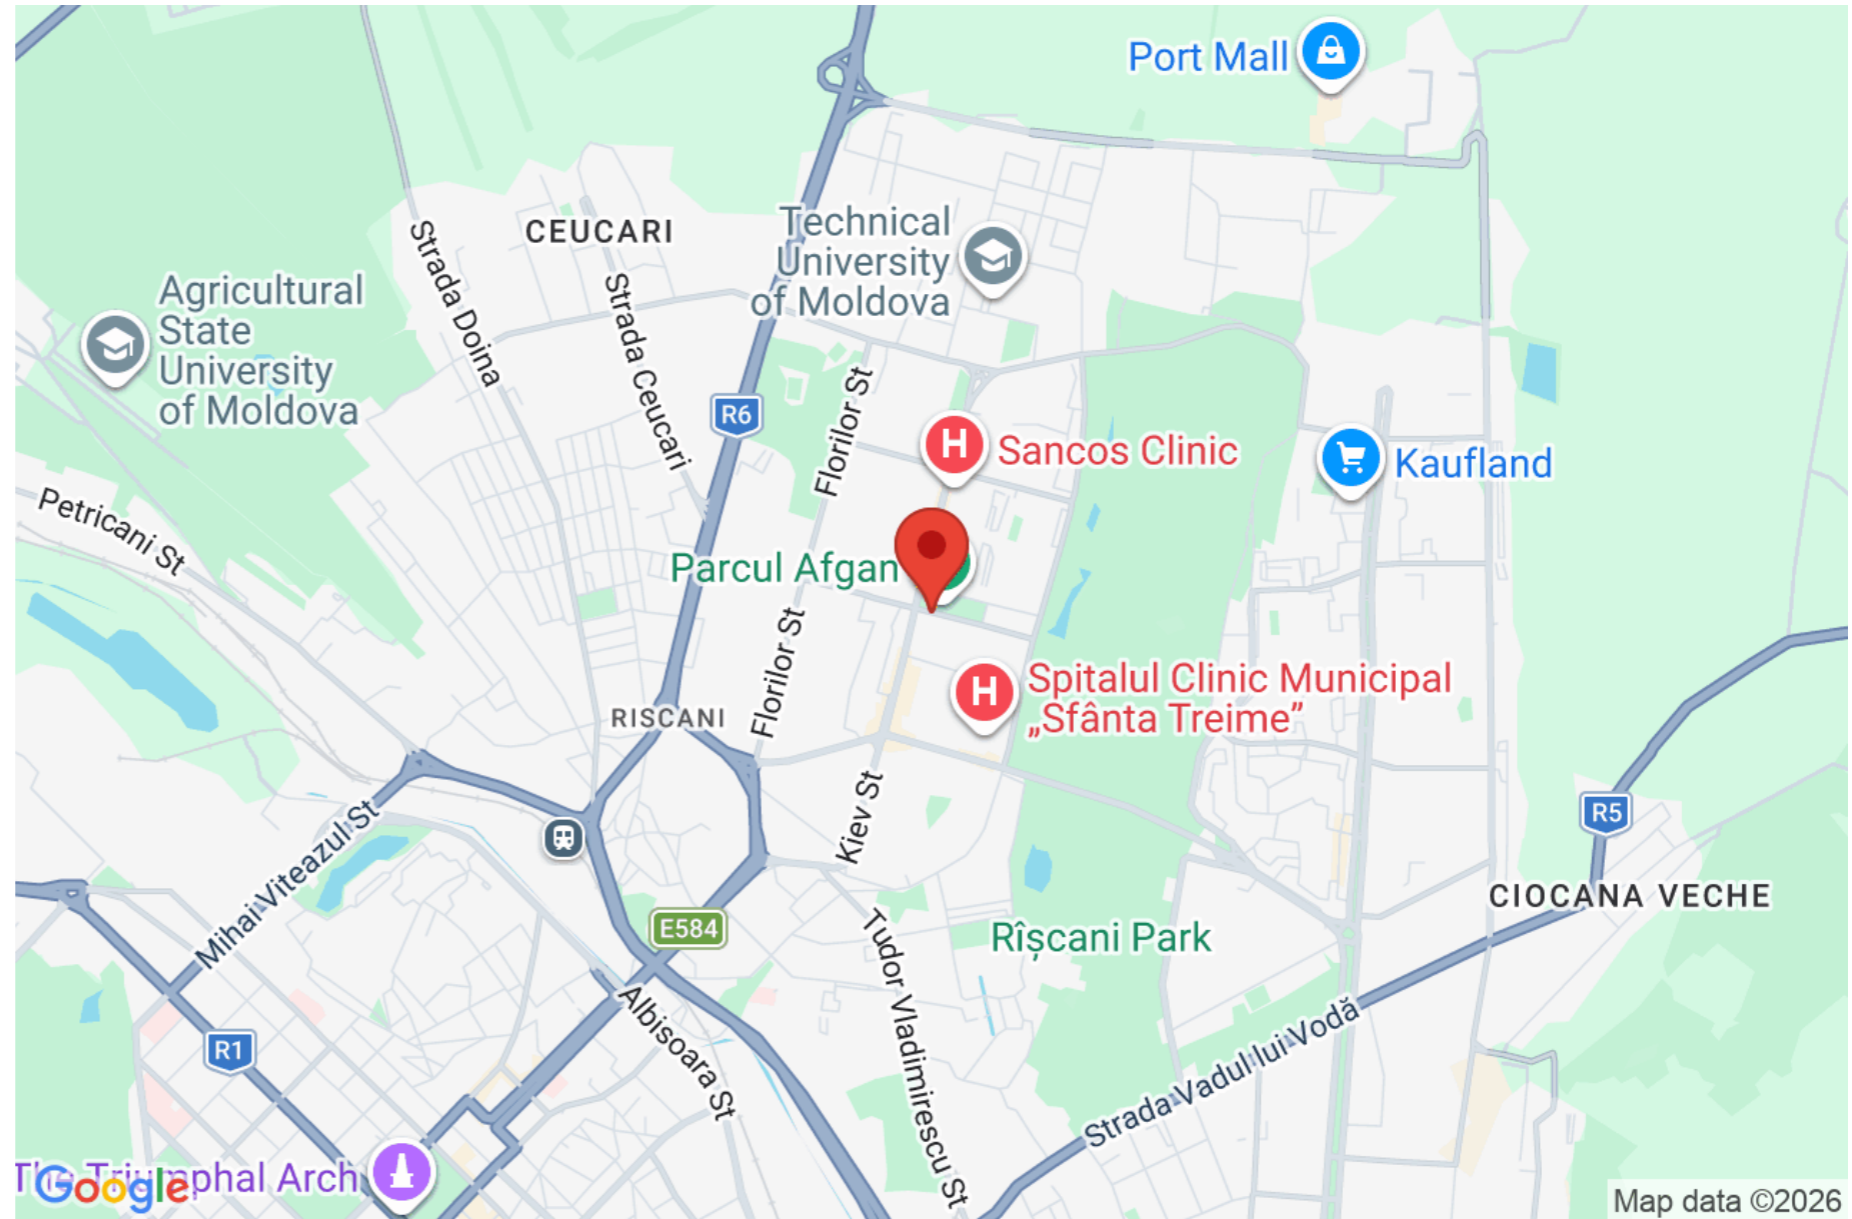 Port Mall
CEUCARI
Technical
University
of Moldova
Strada Doina
Strada Ceucari
Agricultural
State
University
of Moldova
R6
Florilor St
Sancos Clinic
Kaufland
Petricani St
Parcul Afgan
Florilor St
Spitalul Clinic Municipal
„Sfânta Treime”
RISCANI
Kiev St
R5
Mihai Viteazul St
CIOCANA VECHE
E584
Rîșcani Park
Tudor Vladimirescu St
Albisoara St
R1
Strada Vadul lui Vodă
The Triumphal Arch
Google
Map data ©2026